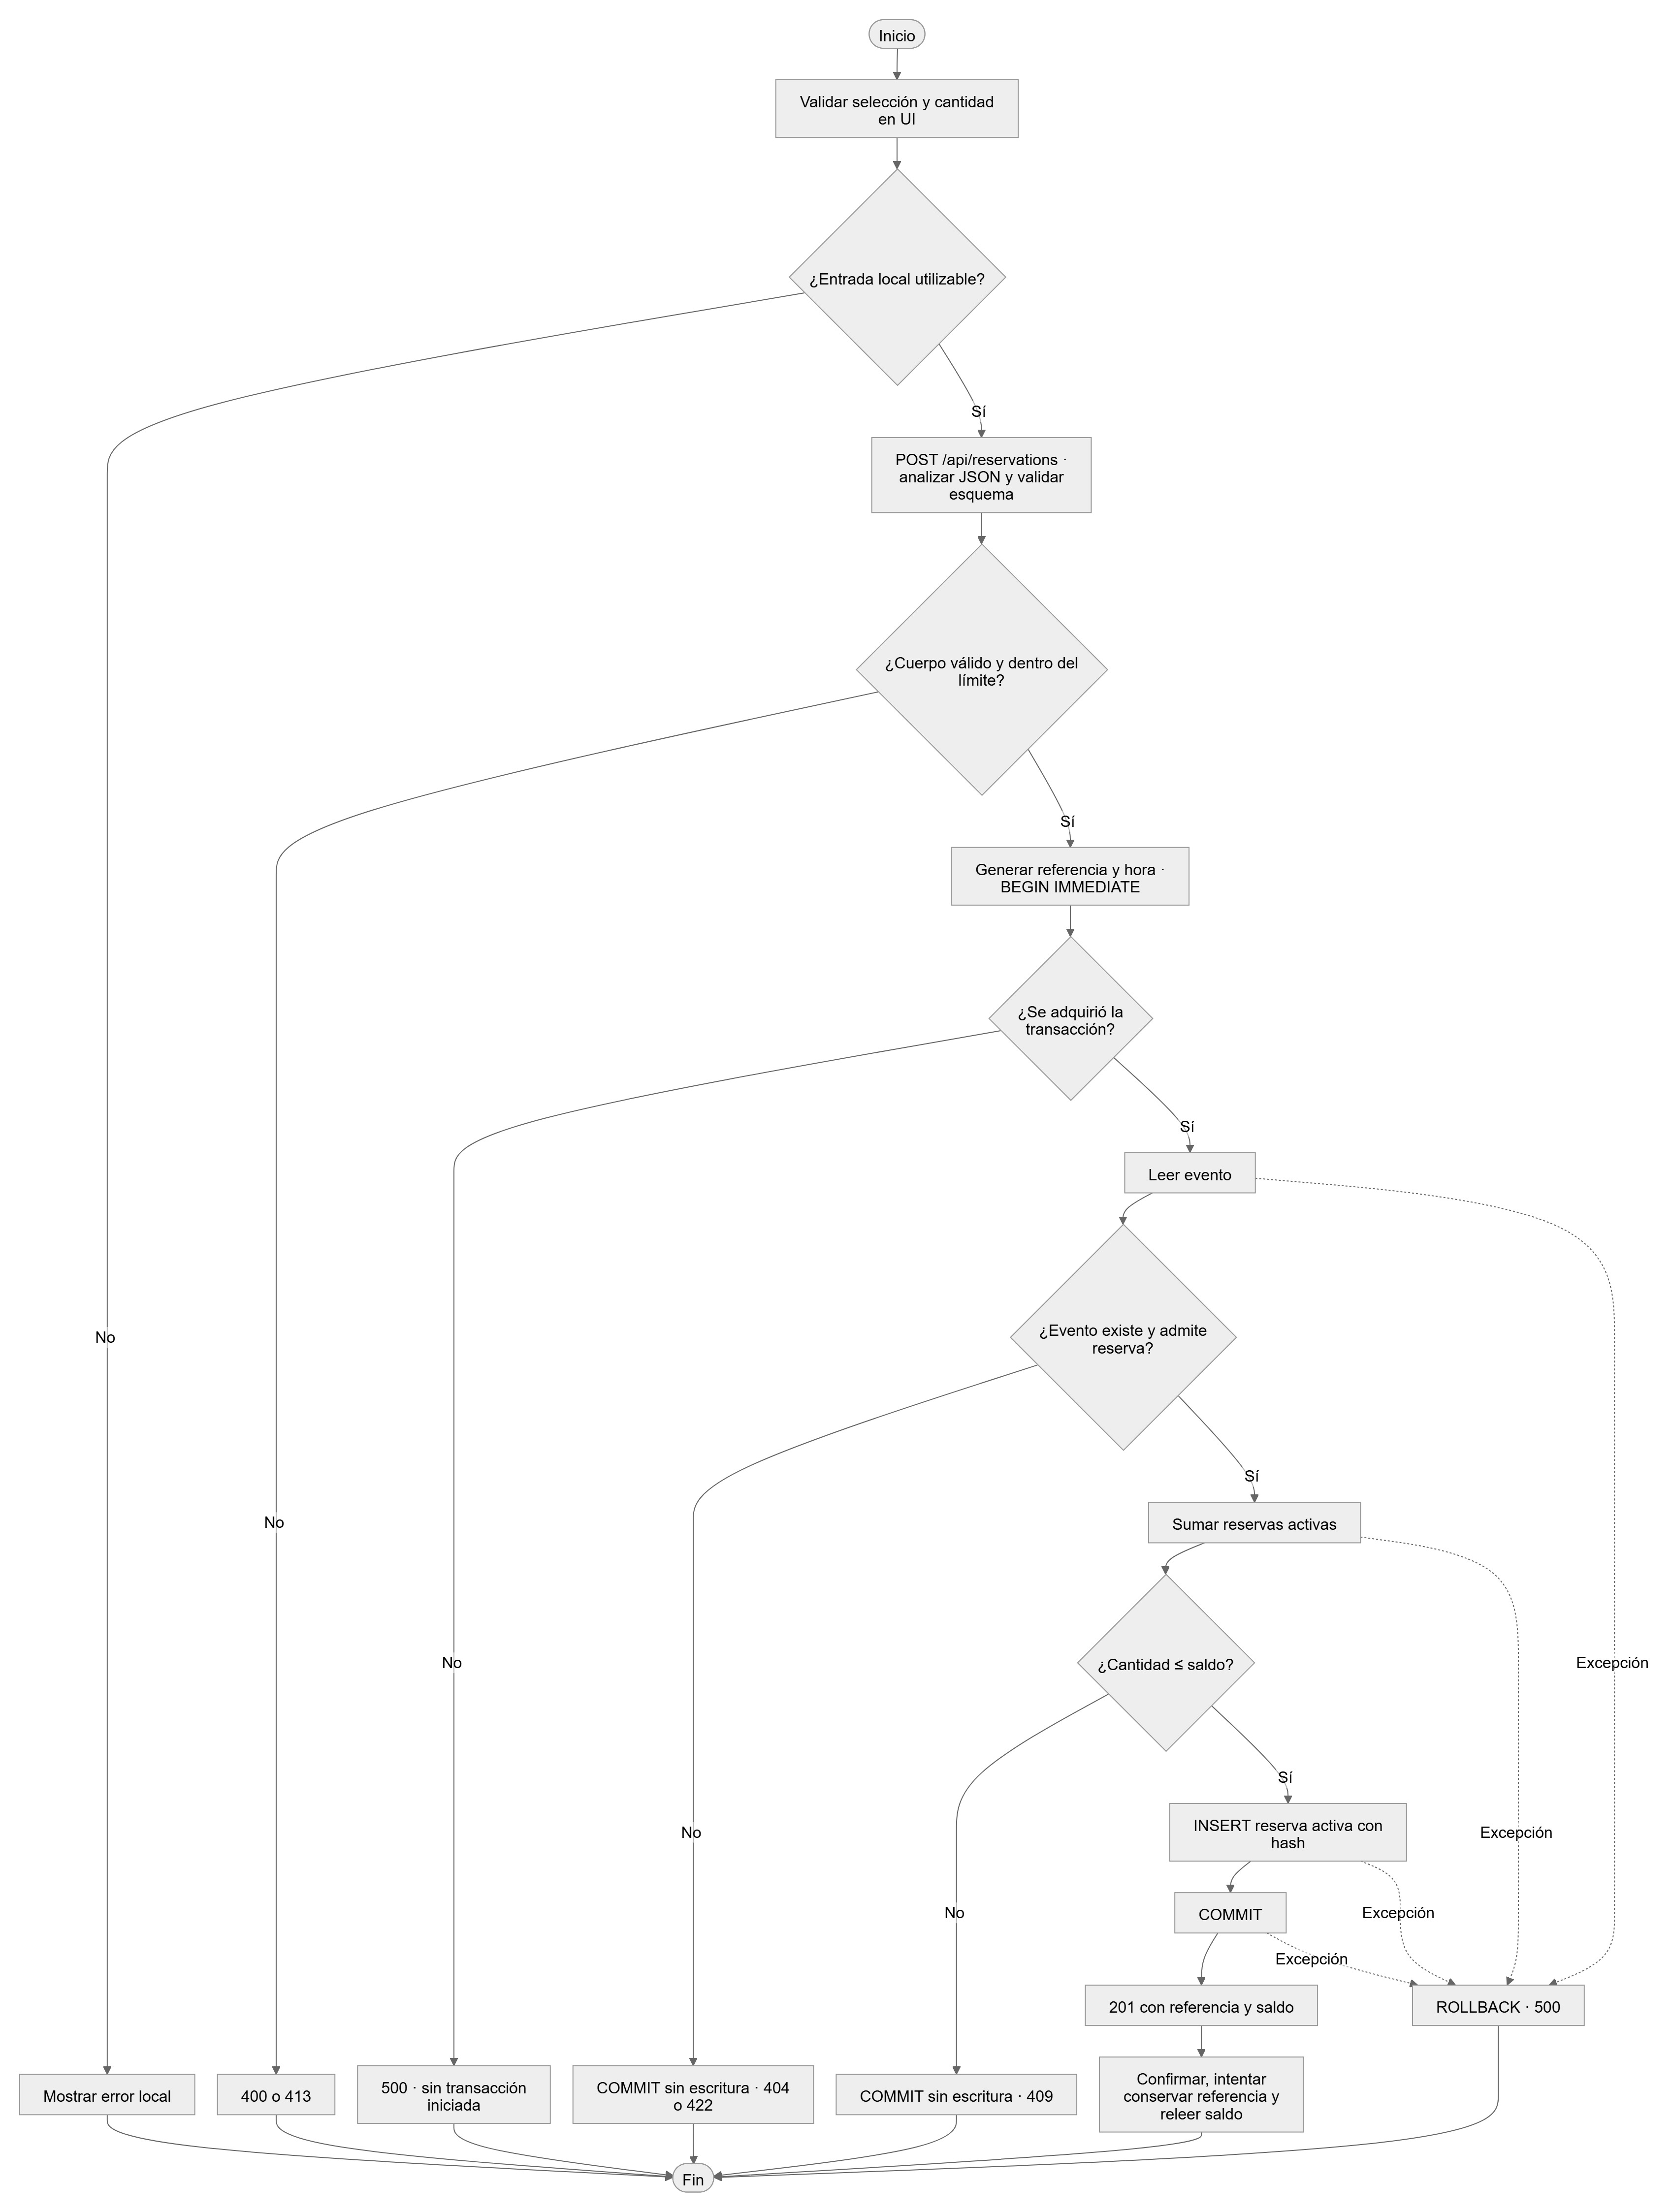 Inicio
Validar selección y cantidad
en UI
¿Entrada local utilizable?
Sí
POST /api/reservations ·
analizar JSON y validar
esquema
¿Cuerpo válido y dentro del
límite?
Sí
Generar referencia y hora ·
BEGIN IMMEDIATE
¿Se adquirió la
transacción?
Sí
Leer evento
¿Evento existe y admite
reserva?
No
Sí
No
Sumar reservas activas
¿Cantidad ≤ saldo?
No
Excepción
Sí
No
INSERT reserva activa con
hash
Excepción
No
COMMIT
Excepción
Excepción
201 con referencia y saldo
ROLLBACK · 500
Mostrar error local
400 o 413
500 · sin transacción
iniciada
COMMIT sin escritura · 404
o 422
COMMIT sin escritura · 409
Confirmar, intentar
conservar referencia y
releer saldo
Fin